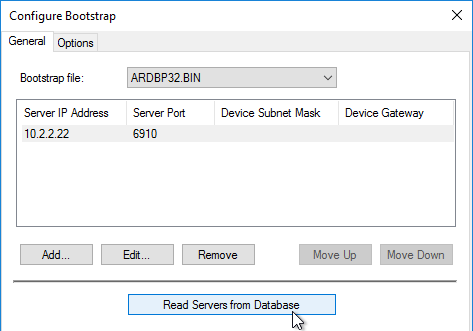 Configure Bootstrap
General Options
Bootstrap file: ARDBP32.BIN
Server IP Address Server Port Device Subnet Mask Device Gateway
10.2.2.22 6910
Add... Edit... Remove Move Up Move Down
Read Servers from Database